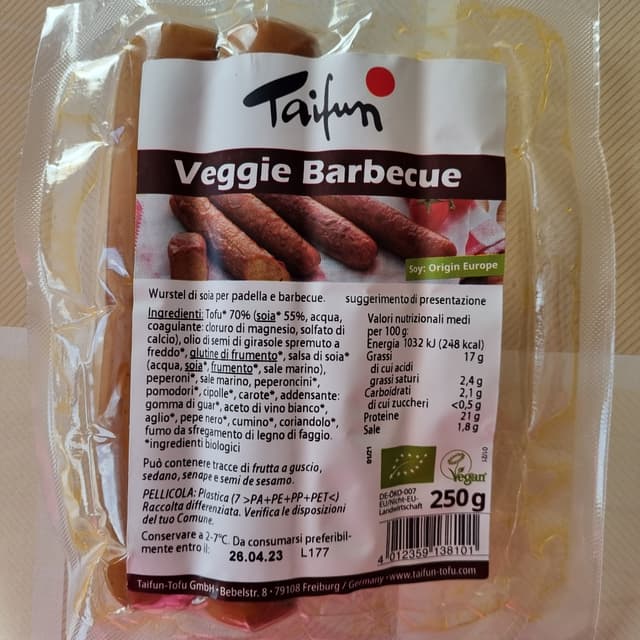 Taifun
Veggie Barbecue
Soy: Origin Europe
Wurstel di soia per padella e barbecue.
suggerimento di presentazione
Ingredienti: Tofu* 70% (soia* 55%, acqua,
coagulante: cloruro di magnesio, solfato di
calcio), olio di semi di girasole spremuto a
freddo*, glutine di frumento*, salsa di soia*
(acqua, soia*, frumento*, sale marino),
peperoni*, sale marino, peperoncini*,
pomodori*, cipolle*, carote*, addensante:
gomma di guar*, aceto di vino bianco*,
aglio*, pepe nero*, cumino*, coriandolo*,
fumo da sfregamento di legno di faggio.
*ingredienti biologici
Può contenere tracce di frutta a guscio,
sedano, senape e semi de sesamo.
PELLICOLA: Plastica (7 >PA+PE+PP+PET<)
Raccolta differenziata. Verifica le disposizioni
del tuo Comune.
Conservare a 2-7°C. Da consumarsi preferibil-
mente entro il: 26.04.23 L177
Valori nutrizionali medi
per 100 g:
Energia 1032 kJ (248 kcal)
Grassi 17 g
di cui acidi
grassi saturi 2,4 g
Carboidrati 2,1 g
di cui zuccheri <0,5 g
Proteine 21 g
Sale 1,8 g
01/21
01/21
Vegan
DE-ÖKO-007
EU/Nicht-EU-
Landwirtschaft
250 g
4 012359 138101
Taifun-Tofu GmbH • Bebelstr. 8 • 79108 Freiburg / Germany • www.taifun-tofu.com